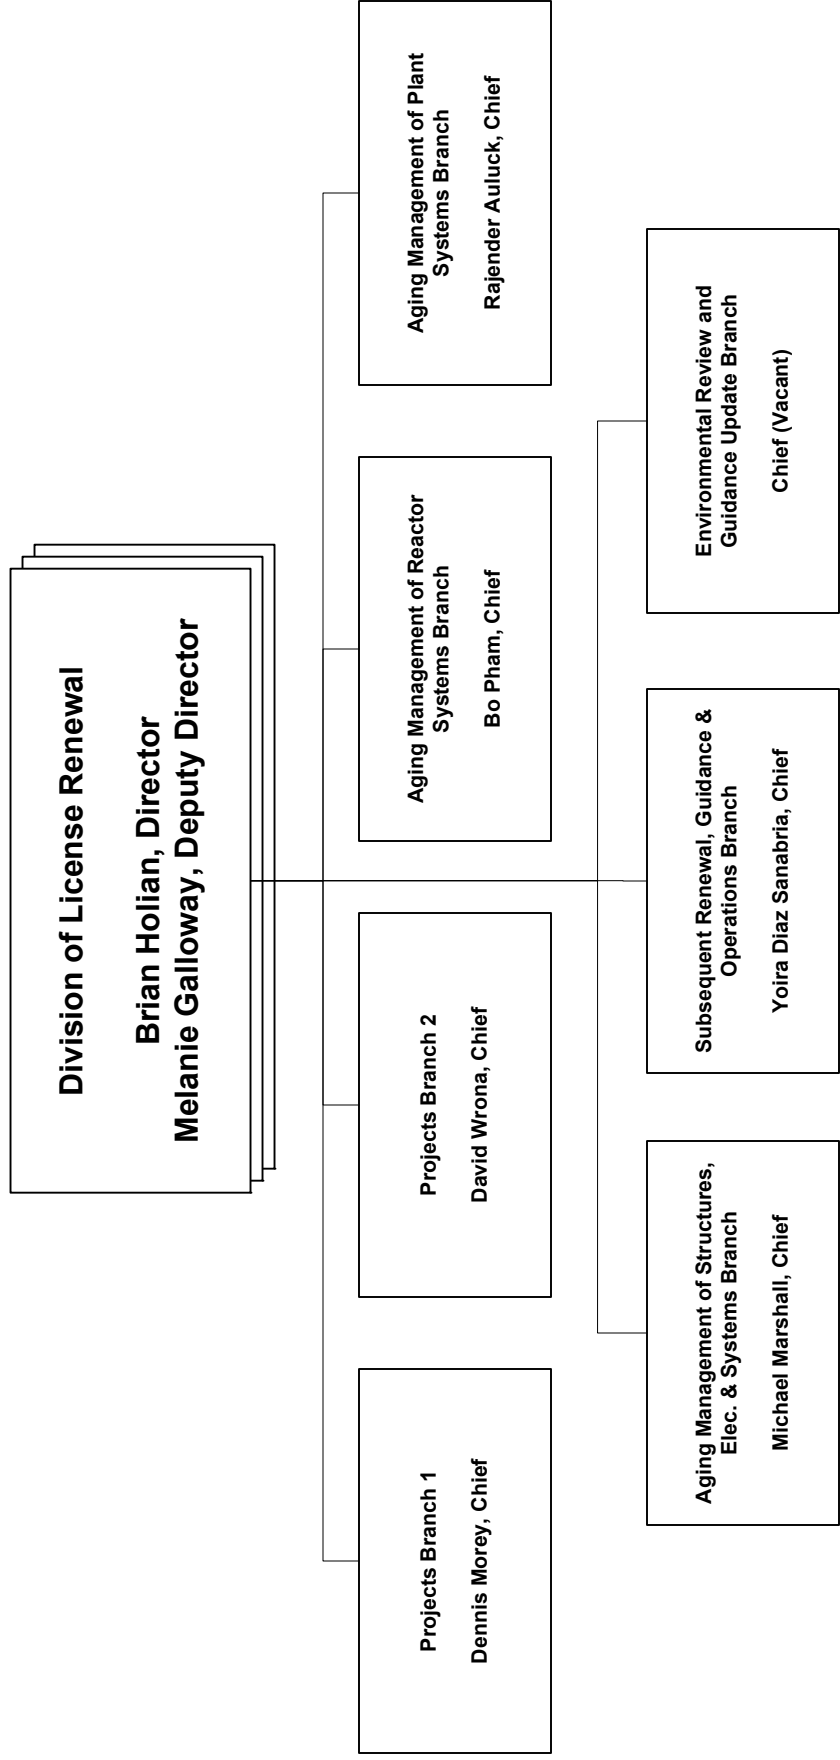 Division of License Renewal
Brian Holian, Director
Melanie Galloway, Deputy Director
Projects Branch 1
Dennis Morey, Chief
Projects Branch 2
David Wrona, Chief
Aging Management of Reactor
Systems Branch
Bo Pham, Chief
Aging Management of Plant
Systems Branch
Rajender Auluck, Chief
Aging Management of Structures,
Elec. & Systems Branch
Michael Marshall, Chief
Subsequent Renewal, Guidance &
Operations Branch
Yoira Diaz Sanabria, Chief
Environmental Review and
Guidance Update Branch
Chief (Vacant)